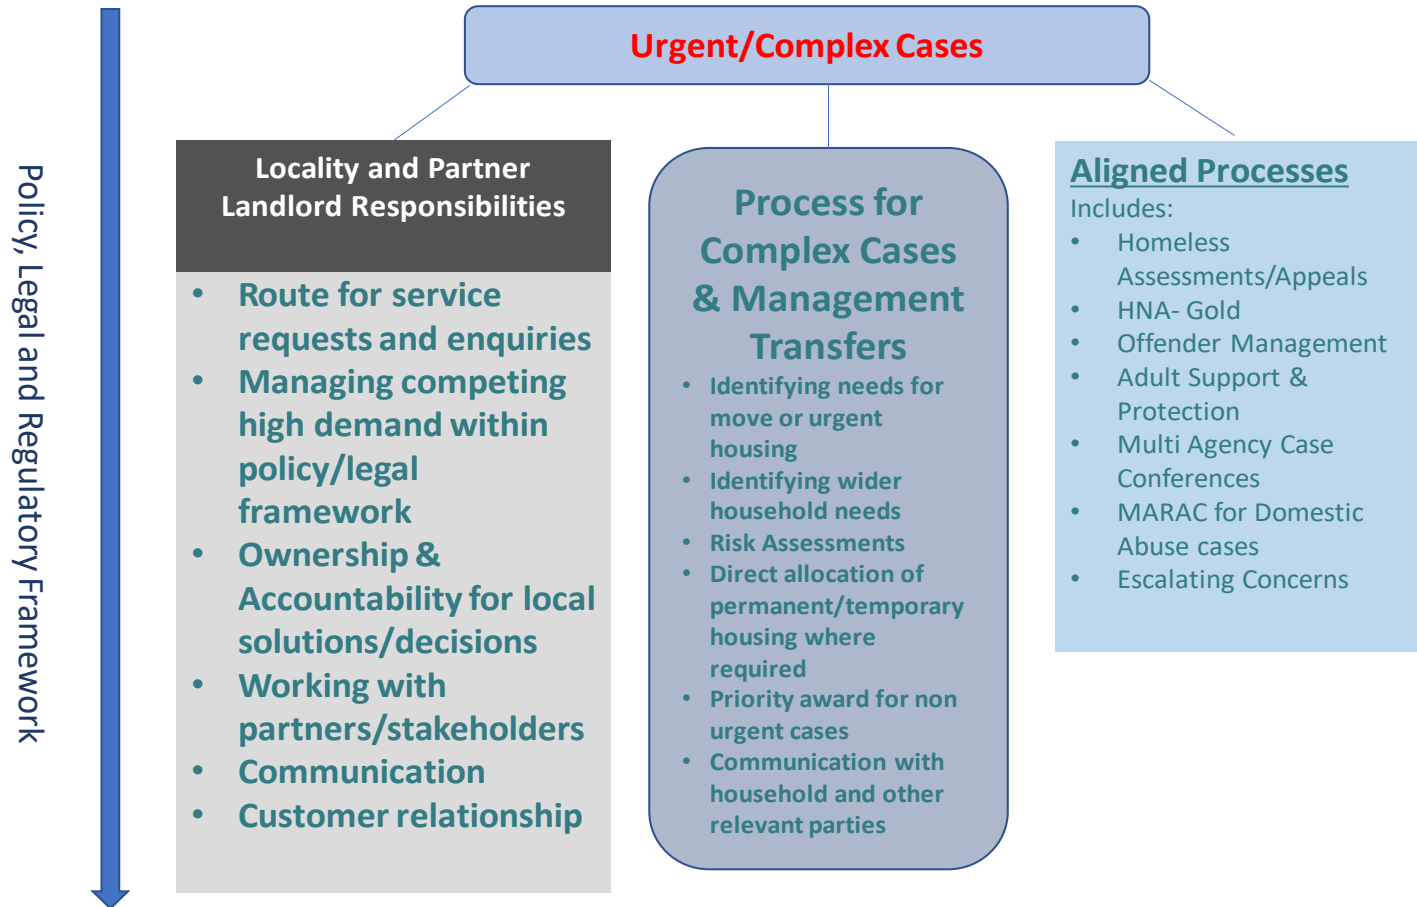 Urgent/Complex Cases
Policy, Legal and Regulatory Framework
Locality and Partner
Landlord Responsibilities
• Route for service
requests and enquiries
• Managing competing
high demand within
policy/legal
framework
• Ownership &
Accountability for local
solutions/decisions
• Working with
partners/stakeholders
• Communication
• Customer relationship
Process for
Complex Cases
& Management
Transfers
• Identifying needs for
move or urgent
housing
• Identifying wider
household needs
• Risk Assessments
• Direct allocation of
permanent/temporary
housing where
required
• Priority award for non
urgent cases
• Communication with
household and other
relevant parties
Aligned Processes
Includes:
• Homeless
Assessments/Appeals
• HNA- Gold
• Offender Management
• Adult Support &
Protection
• Multi Agency Case
Conferences
• MARAC for Domestic
Abuse cases
• Escalating Concerns